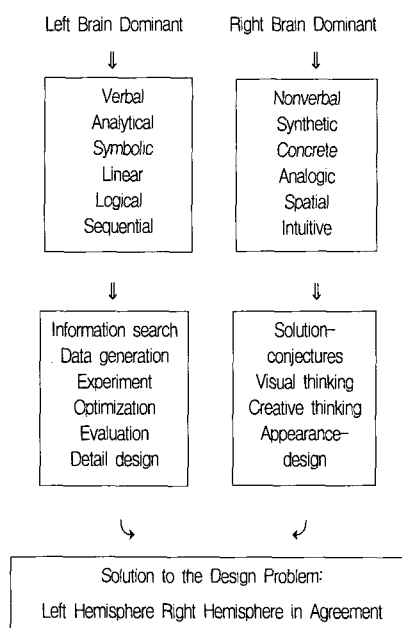 Left Brain Dominant
Right Brain Dominant
Verbal
Analytical
Symbolic
Linear
Logical
Sequential
Nonverbal
Synthetic
Concrete
Analogic
Spatial
Intuitive
Information search
Data generation
Experiment
Optimization
Evaluation
Detail design
Solution-
conjectures
Visual thinking
Creative thinking
Appearance-
design
Solution to the Design Problem:
Left Hemisphere Right Hemisphere in Agreement